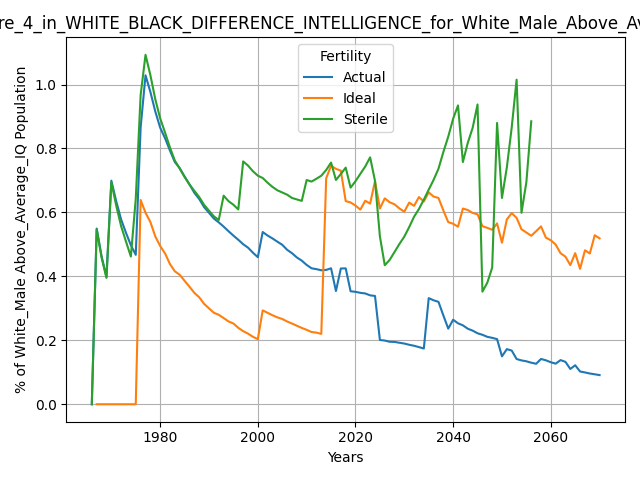 re_4_in_WHITE_BLACK_DIFFERENCE_INTELLIGENCE_for_White_Male_Above_Av
Fertility
Actual
Ideal
Sterile
% of White_Male Above_Average_IQ Population
1.0
0.8
0.6
0.4
0.2
0.0
1980 2000 2020 2040 2060
Years